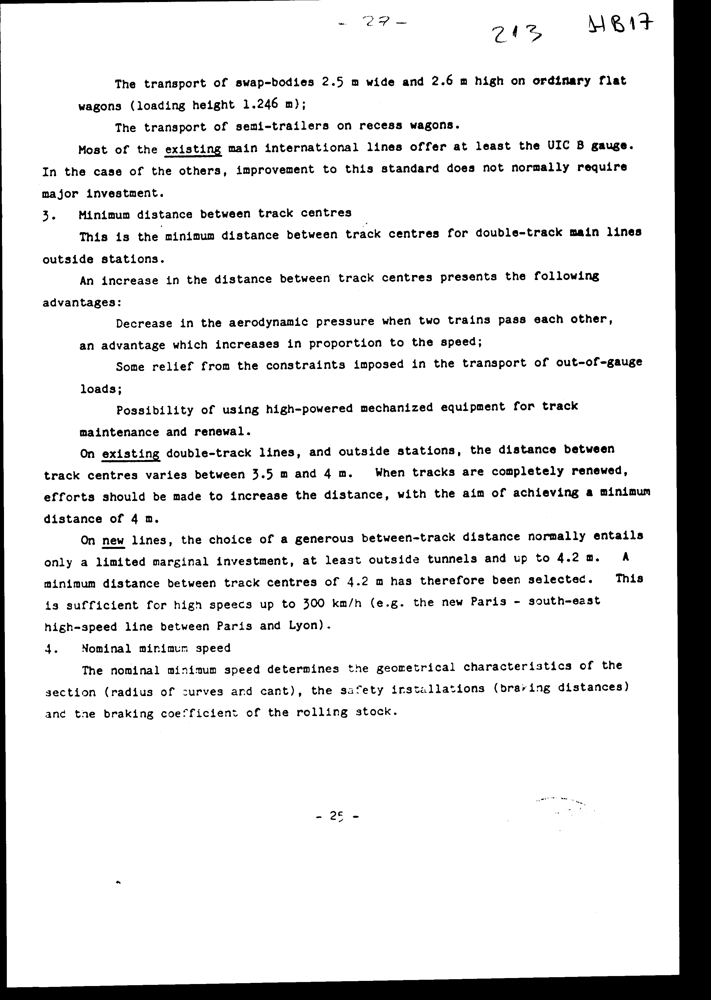 - 27 -
213
HB17
The transport of swap-bodies 2.5 m wide and 2.6 m high on ordinary flat
wagons (loading height 1.246 m);
The transport of semi-trailers on recess wagons.
Most of the existing main international lines offer at least the UIC B gauge.
In the case of the others, improvement to this standard does not normally require
major investment.
3. Minimum distance between track centres
This is the minimum distance between track centres for double-track main lines
outside stations.
An increase in the distance between track centres presents the following
advantages:
Decrease in the aerodynamic pressure when two trains pass each other,
an advantage which increases in proportion to the speed;
Some relief from the constraints imposed in the transport of out-of-gauge
loads;
Possibility of using high-powered mechanized equipment for track
maintenance and renewal.
On existing double-track lines, and outside stations, the distance between
track centres varies between 3.5 m and 4 m. When tracks are completely renewed,
efforts should be made to increase the distance, with the aim of achieving a minimum
distance of 4 m.
On new lines, the choice of a generous between-track distance normally entails
only a limited marginal investment, at least outside tunnels and up to 4.2 m. A
minimum distance between track centres of 4.2 m has therefore been selected. This
is sufficient for high speeds up to 300 km/h (e.g. the new Paris - south-east
high-speed line between Paris and Lyon).
4. Nominal minimum speed
The nominal minimum speed determines the geometrical characteristics of the
section (radius of curves and cant), the safety installations (braking distances)
and the braking coefficient of the rolling stock.
- 25 -